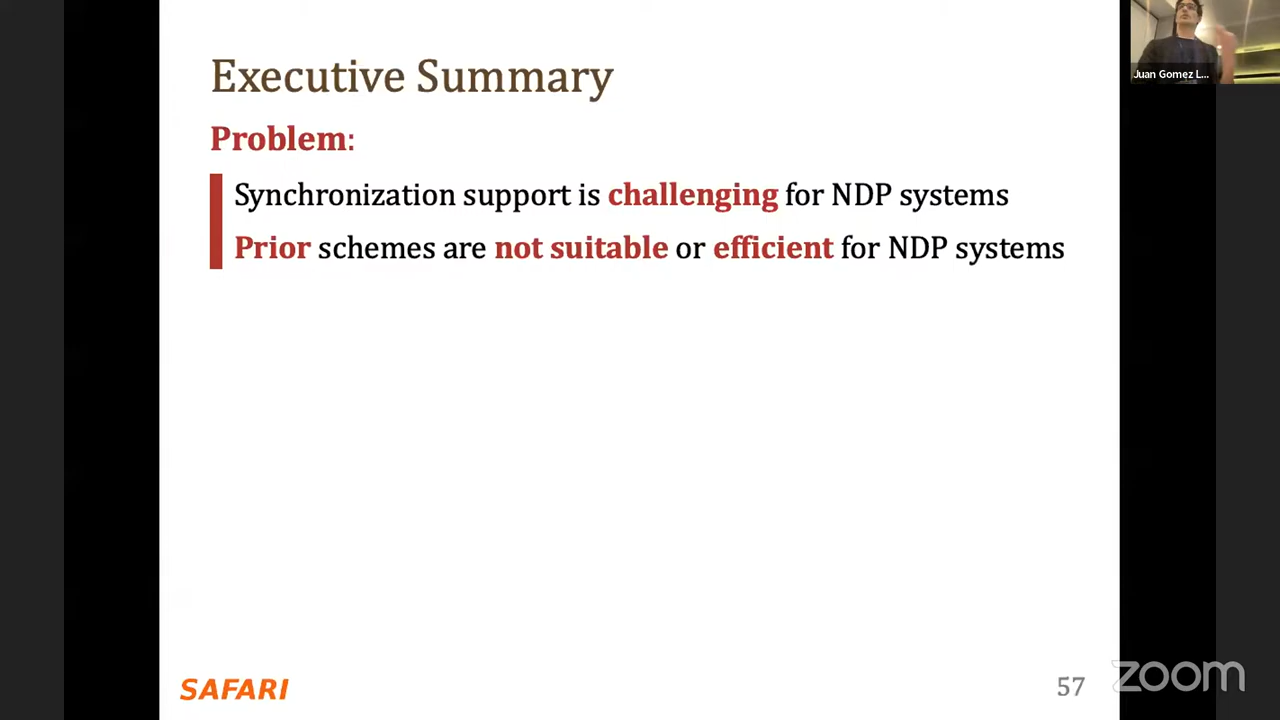 Executive Summary
Problem:
Synchronization support is challenging for NDP systems
Prior schemes are not suitable or efficient for NDP systems
SAFARI
57
zoom
Juan Gomez L...